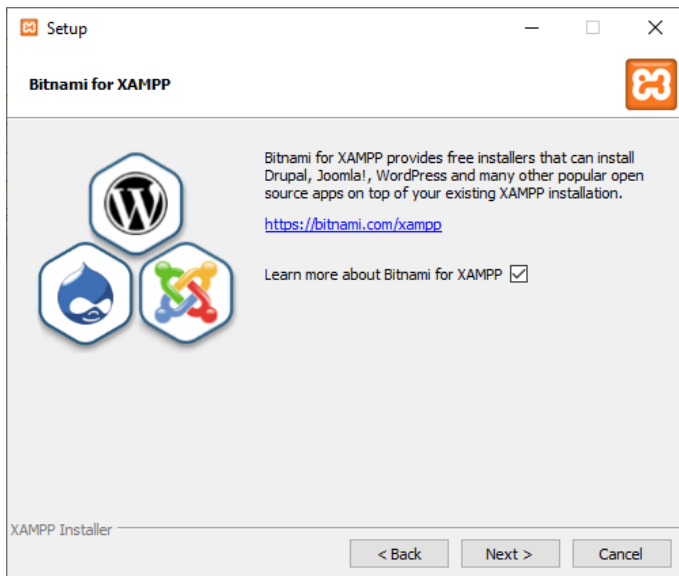 Setup
Bitnami for XAMPP
Bitnami for XAMPP provides free installers that can install
Drupal, Joomla!, WordPress and many other popular open
source apps on top of your existing XAMPP installation.
https://bitnami.com/xampp
Learn more about Bitnami for XAMPP
XAMPP Installer
< Back Next > Cancel